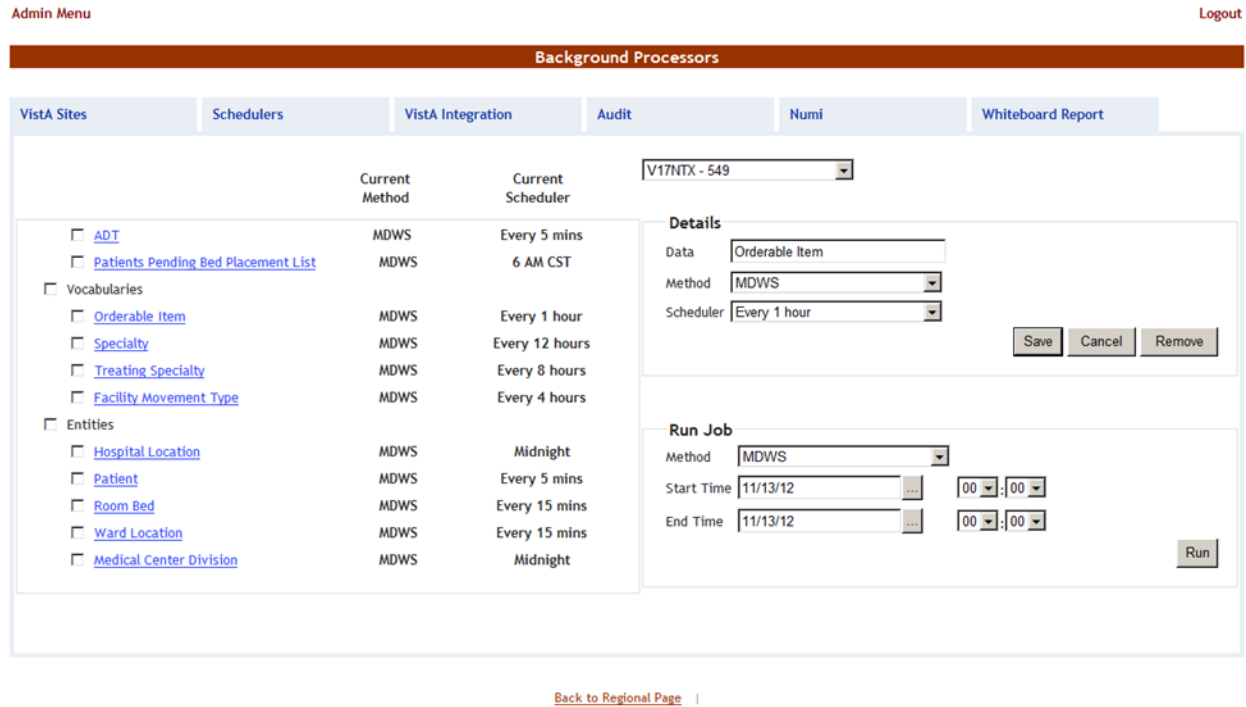 Admin Menu Logout
Background Processors
VistA Sites Schedulers VistA Integration Audit Numi Whiteboard Report
V17NTX - 549
Current Method Current Scheduler
ADT MDWS Every 5 mins
Patients Pending Bed Placement List MDWS 6 AM CST
Vocabularies
Orderable Item MDWS Every 1 hour
Specialty MDWS Every 12 hours
Treating Specialty MDWS Every 8 hours
Facility Movement Type MDWS Every 4 hours
Entities
Hospital Location MDWS Midnight
Patient MDWS Every 5 mins
Room Bed MDWS Every 15 mins
Ward Location MDWS Every 15 mins
Medical Center Division MDWS Midnight
Details
Data Orderable Item
Method MDWS
Scheduler Every 1 hour
Save Cancel Remove
Run Job
Method MDWS
Start Time 11/13/12 ... 00 : 00
End Time 11/13/12 ... 00 : 00
Run
Back to Regional Page |